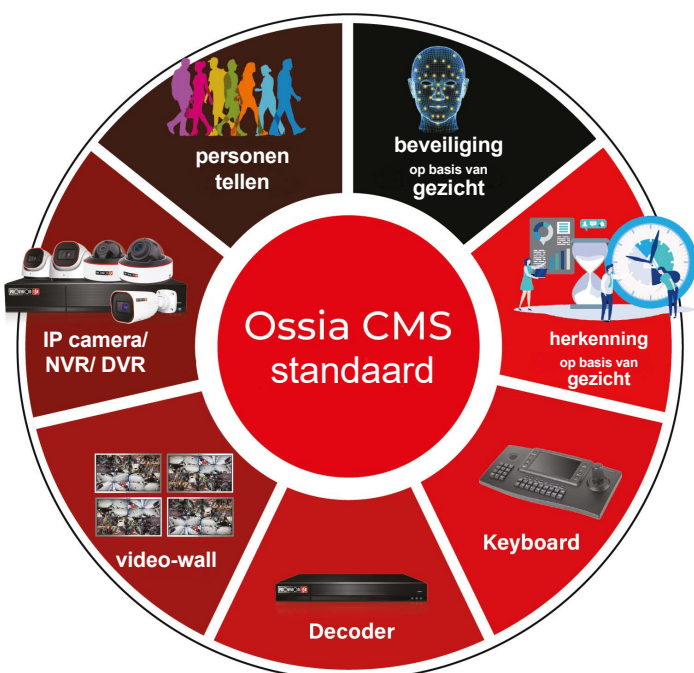 personen
tellen
beveiliging
op basis van
gezicht
IP camera/
NVR/ DVR
Ossia CMS
standaard
herkenning
op basis van
gezicht
video-wall
Keyboard
Decoder